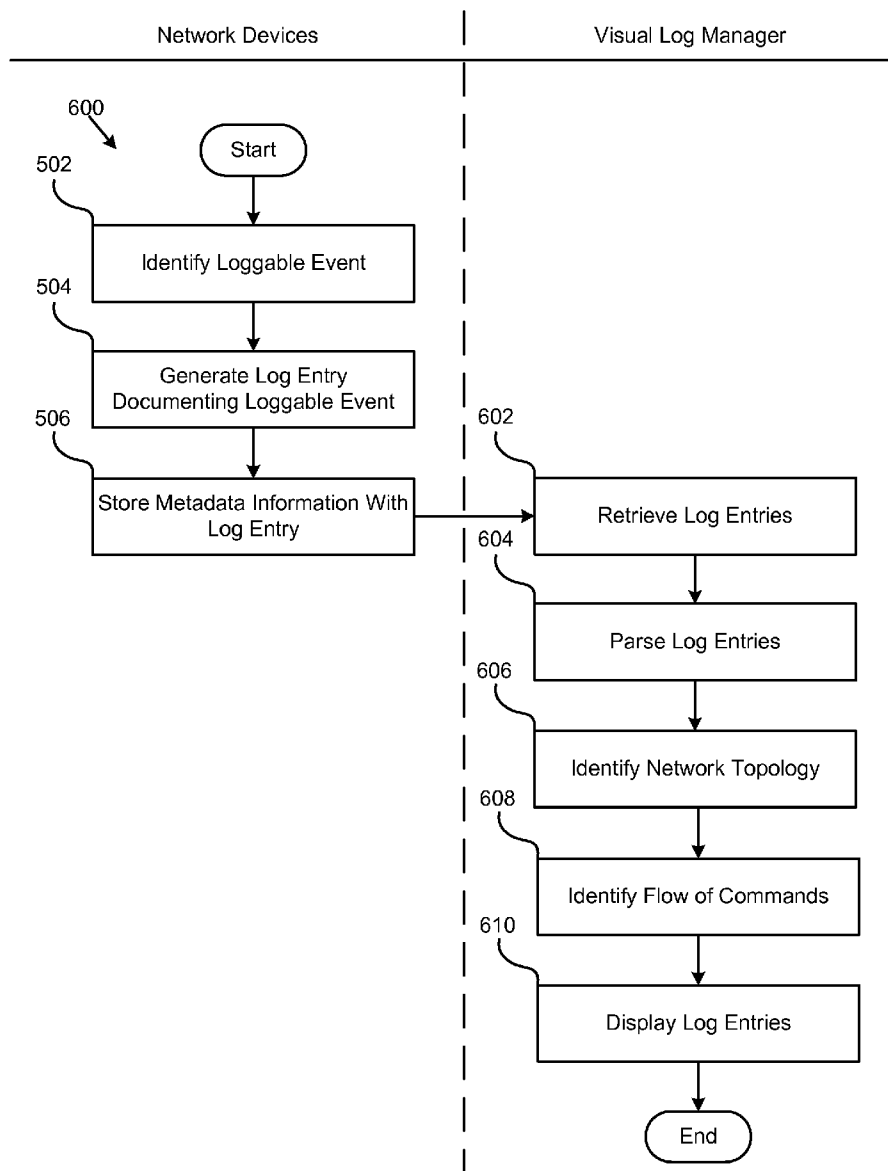 Network Devices
Visual Log Manager
600
Start
502
Identify Loggable Event
504
Generate Log Entry
Documenting Loggable Event
506
Store Metadata Information With
Log Entry
602
Retrieve Log Entries
604
Parse Log Entries
606
Identify Network Topology
608
Identify Flow of Commands
610
Display Log Entries
End